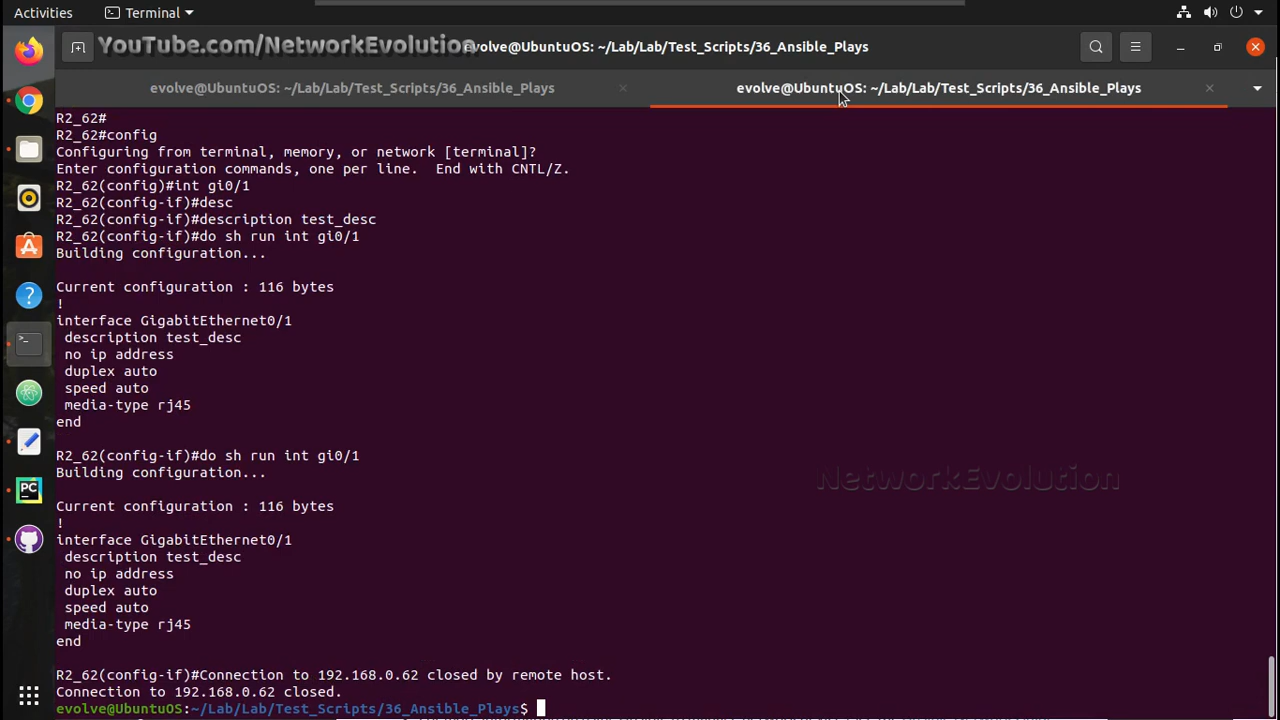 Activities
Terminal
YouTube.com/NetworkEvolution
evolve@UbuntuOS: ~/Lab/Lab/Test_Scripts/36_Ansible_Plays
evolve@UbuntuOS: ~/Lab/Lab/Test_Scripts/36_Ansible_Plays
evolve@UbuntuOS: ~/Lab/Lab/Test_Scripts/36_Ansible_Plays
R2_62#
R2_62#config
Configuring from terminal, memory, or network [terminal]?
Enter configuration commands, one per line.  End with CNTL/Z.
R2_62(config)#int gi0/1
R2_62(config-if)#desc
R2_62(config-if)#description test_desc
R2_62(config-if)#do sh run int gi0/1
Building configuration...
Current configuration : 116 bytes
!
interface GigabitEthernet0/1
 description test_desc
 no ip address
 duplex auto
 speed auto
 media-type rj45
end
R2_62(config-if)#do sh run int gi0/1
Building configuration...
NetworkEvolution
Current configuration : 116 bytes
!
interface GigabitEthernet0/1
 description test_desc
 no ip address
 duplex auto
 speed auto
 media-type rj45
end
R2_62(config-if)#Connection to 192.168.0.62 closed by remote host.
Connection to 192.168.0.62 closed.
evolve@UbuntuOS:~/Lab/Lab/Test_Scripts/36_Ansible_Plays$
PC